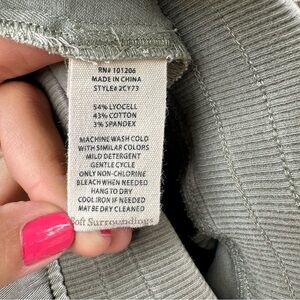 RN# 101206
MADE IN CHINA
STYLE# 2CY73
54% LYOCELL
43% COTTON
3% SPANDEX
MACHINE WASH COLD
WITH SIMILAR COLORS
MILD DETERGENT
GENTLE CYCLE
ONLY NON-CHLORINE
BLEACH WHEN NEEDED
HANG TO DRY
COOL IRON IF NEEDED
MAY BE DRY CLEANED
Soft Surroundings